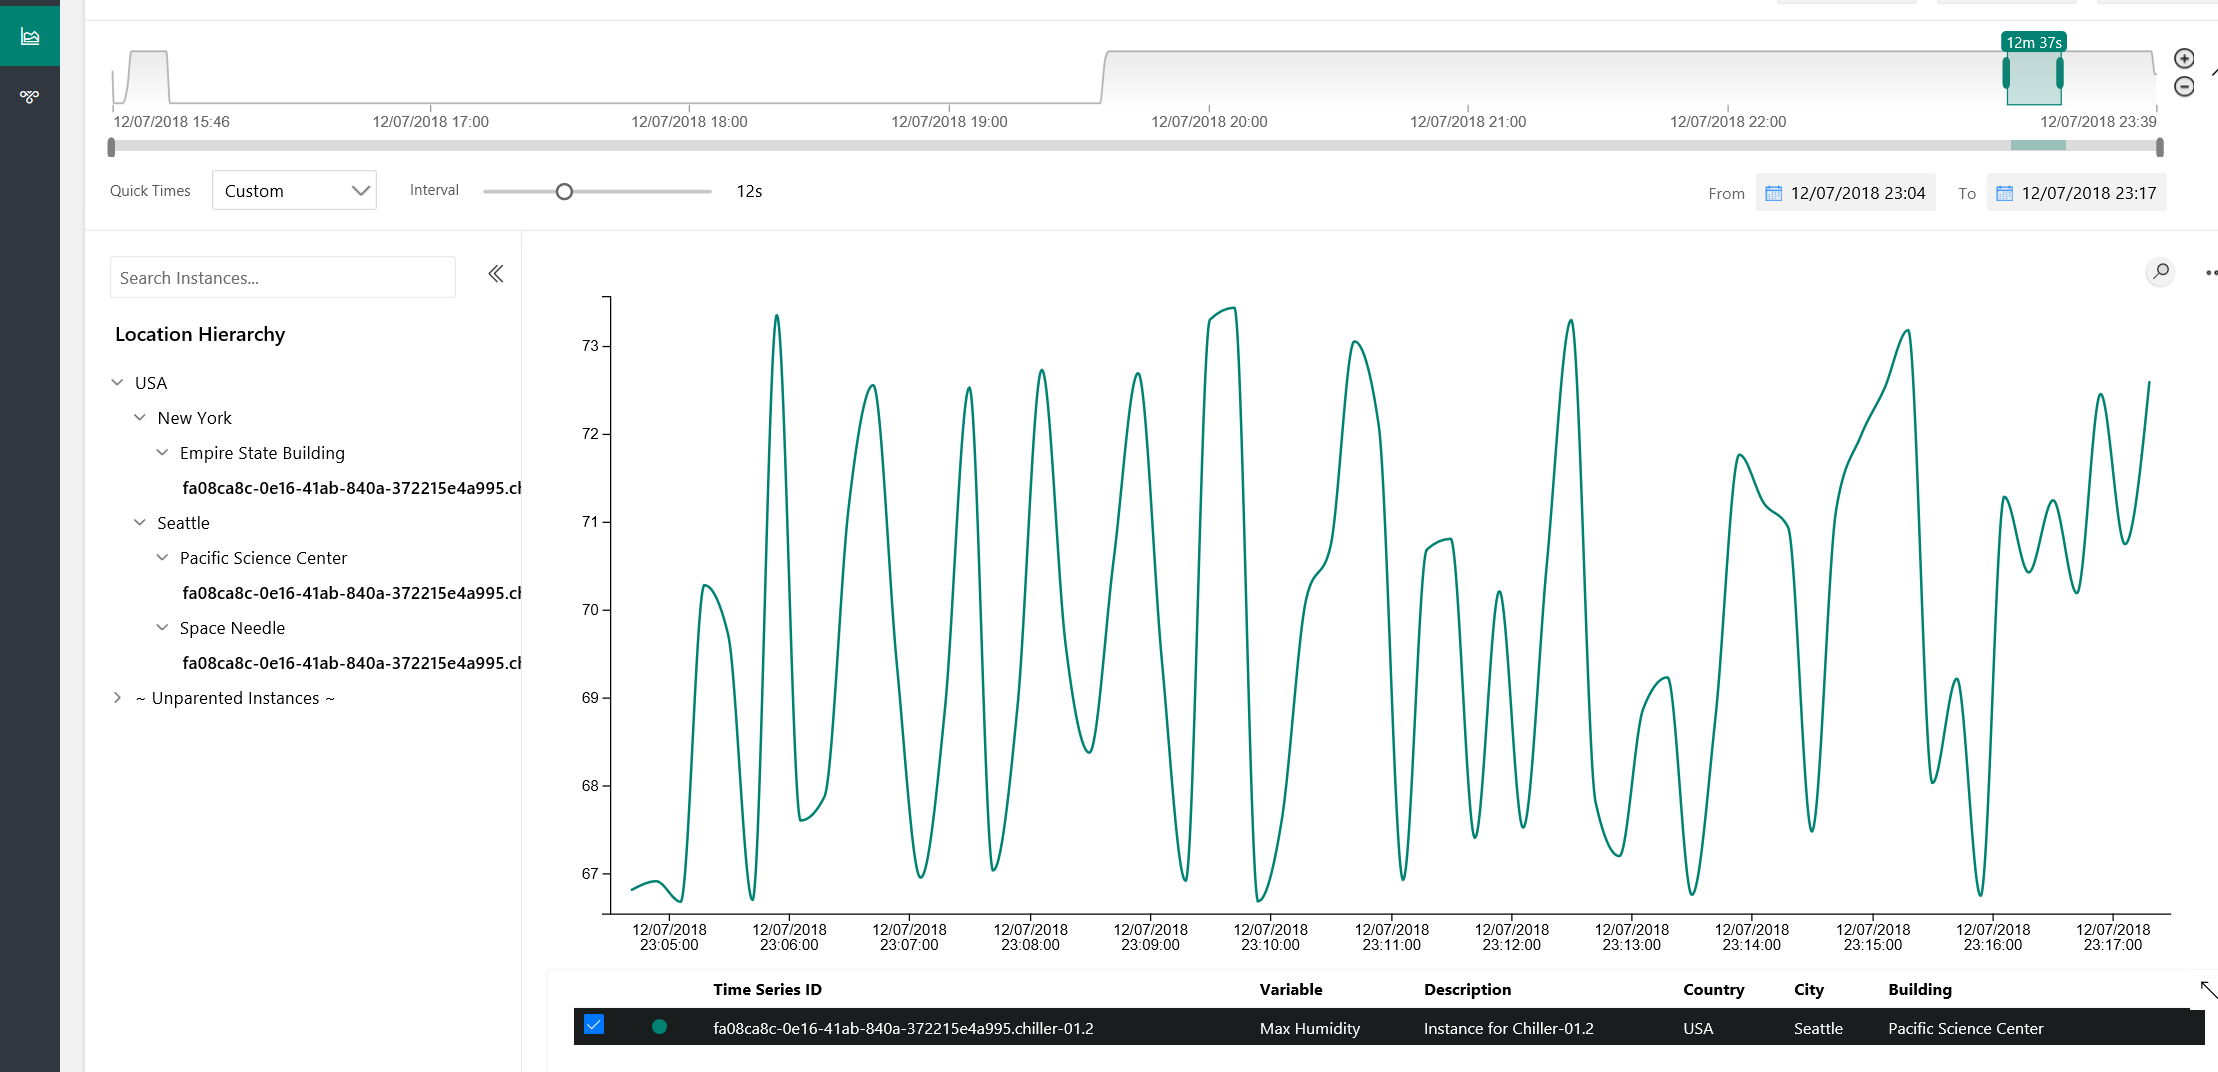 12m 37s
12/07/2018 15:46 12/07/2018 17:00 12/07/2018 18:00 12/07/2018 19:00 12/07/2018 20:00 12/07/2018 21:00 12/07/2018 22:00 12/07/2018 23:39
Quick Times Custom Interval 12s From 12/07/2018 23:04 To 12/07/2018 23:17
Search Instances...
Location Hierarchy
USA
New York
Empire State Building
fa08ca8c-0e16-41ab-840a-372215e4a995.ch
Seattle
Pacific Science Center
fa08ca8c-0e16-41ab-840a-372215e4a995.ch
Space Needle
fa08ca8c-0e16-41ab-840a-372215e4a995.ch
~ Unparented Instances ~
73
72
71
70
69
68
67
12/07/2018 12/07/2018 12/07/2018 12/07/2018 12/07/2018 12/07/2018 12/07/2018 12/07/2018 12/07/2018 12/07/2018 12/07/2018 12/07/2018 12/07/2018
23:05:00 23:06:00 23:07:00 23:08:00 23:09:00 23:10:00 23:11:00 23:12:00 23:13:00 23:14:00 23:15:00 23:16:00 23:17:00
Time Series ID Variable Description Country City Building
fa08ca8c-0e16-41ab-840a-372215e4a995.chiller-01.2 Max Humidity Instance for Chiller-01.2 USA Seattle Pacific Science Center